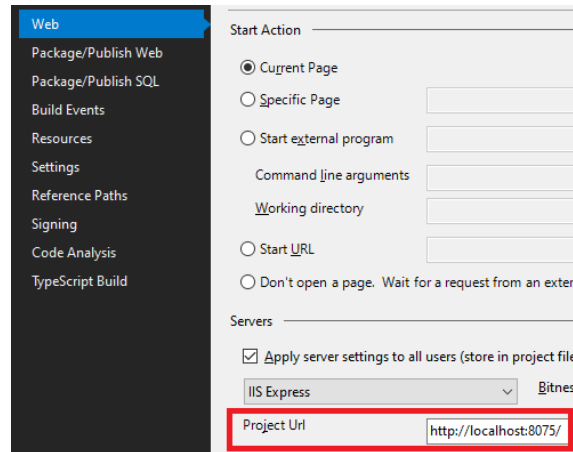 Web
Package/Publish Web
Package/Publish SQL
Build Events
Resources
Settings
Reference Paths
Signing
Code Analysis
TypeScript Build
Start Action
Current Page
Specific Page
Start external program
Command line arguments
Working directory
Start URL
Don't open a page. Wait for a request from an exter
Servers
Apply server settings to all users (store in project file
IIS Express
Bitnes
Project Url
http://localhost:8075/